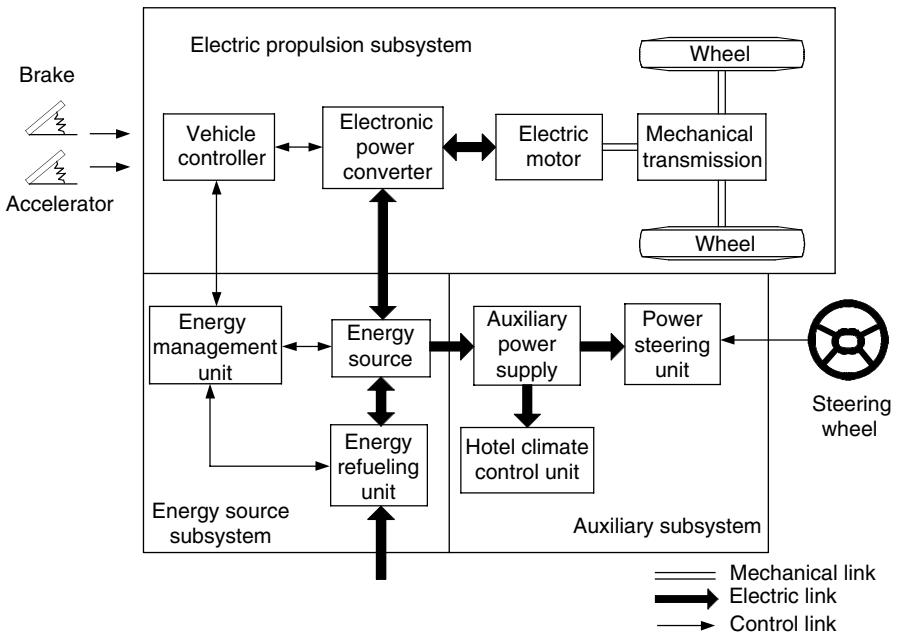 Electric propulsion subsystem
Brake
Accelerator
Vehicle
controller
Electronic
power
converter
Electric
motor
Mechanical
transmission
Wheel
Wheel
Energy
management
unit
Energy
source
Energy
refueling
unit
Energy source
subsystem
Auxiliary
power
supply
Power
steering
unit
Hotel climate
control unit
Auxiliary subsystem
Steering
wheel
Mechanical link
Electric link
Control link